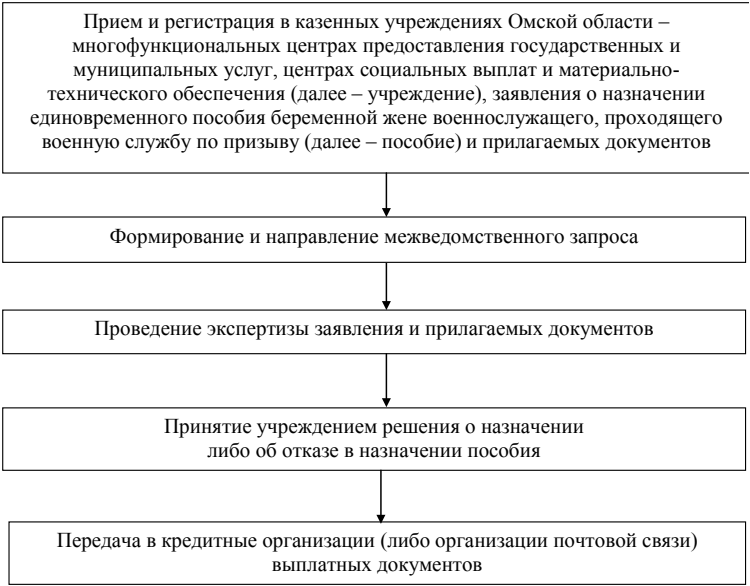 Прием и регистрация в казенных учреждениях Омской области –
многофункциональных центрах предоставления государственных и
муниципальных услуг, центрах социальных выплат и материально-
технического обеспечения (далее – учреждение), заявления о назначении
единовременного пособия беременной жене военнослужащего, проходящего
военную службу по призыву (далее – пособие) и прилагаемых документов
Формирование и направление межведомственного запроса
Проведение экспертизы заявления и прилагаемых документов
Принятие учреждением решения о назначении
либо об отказе в назначении пособия
Передача в кредитные организации (либо организации почтовой связи)
выплатных документов